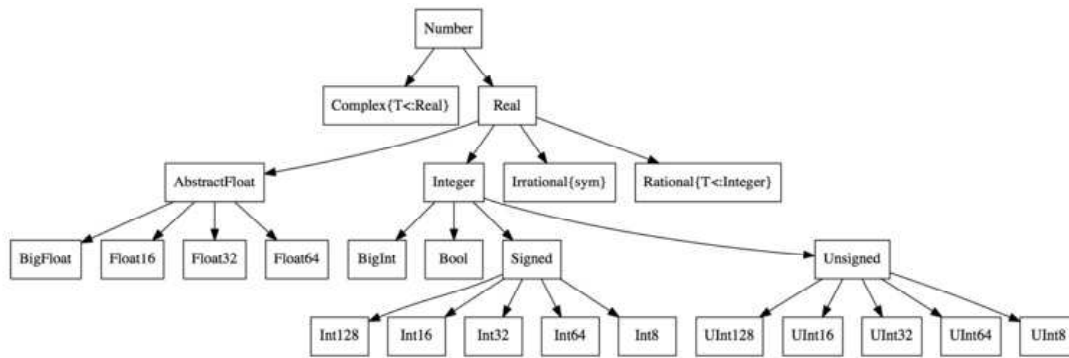 Number
Complex{T<:Real}
Real
AbstractFloat
Integer
Irrational{sym}
Rational{T<:Integer}
BigFloat
Float16
Float32
Float64
BigInt
Bool
Signed
Unsigned
Int128
Int16
Int32
Int64
Int8
UInt128
UInt16
UInt32
UInt64
UInt8